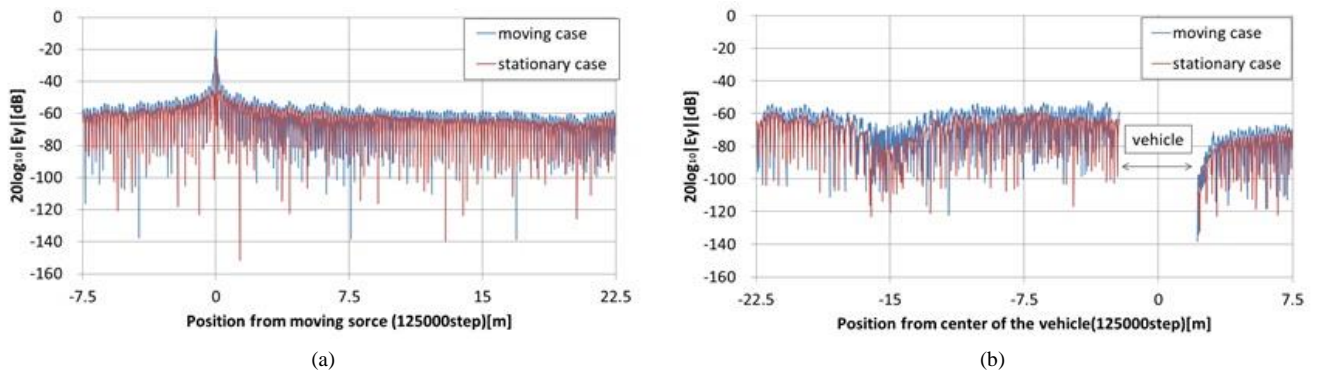 0
-20
-40
-60
-80
-100
-120
-140
-160
20log₁₀|Ey|[dB]
moving case
stationary case
-7.5 0 7.5 15 22.5
Position from moving sorce (125000step)[m]
(a)
0
-20
-40
-60
-80
-100
-120
-140
-160
20log₁₀|Ey|[dB]
moving case
stationary case
vehicle
-22.5 -15 -7.5 0 7.5
Position from center of the vehicle(125000step)[m]
(b)